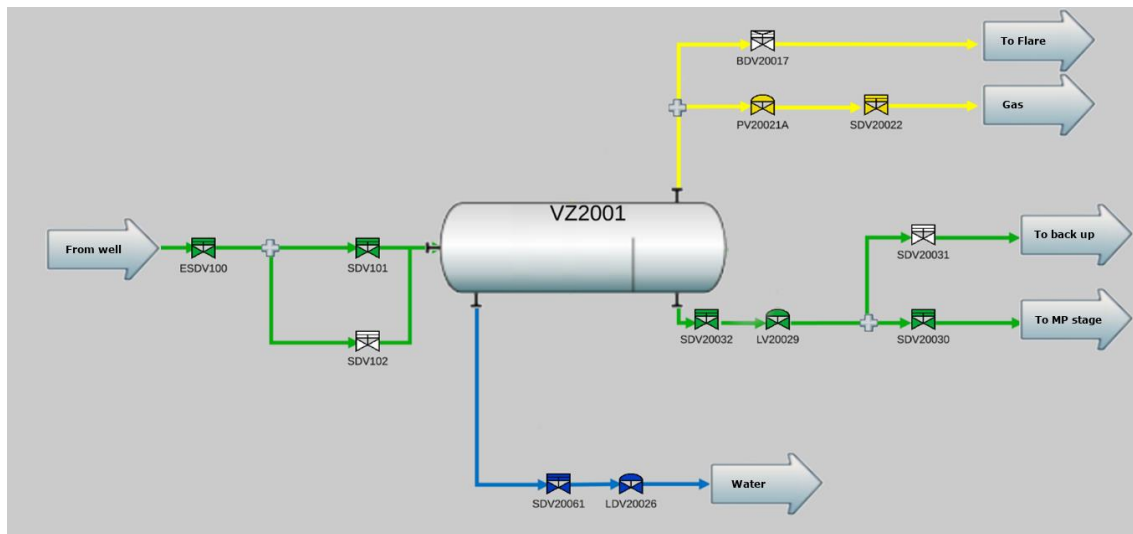 To Flare
BDV20017
Gas
PV20021A
SDV20022
VZ2001
From well
ESDV100
SDV101
SDV102
To back up
SDV20031
To MP stage
SDV20032
LV20029
SDV20030
Water
SDV20061
LDV20026